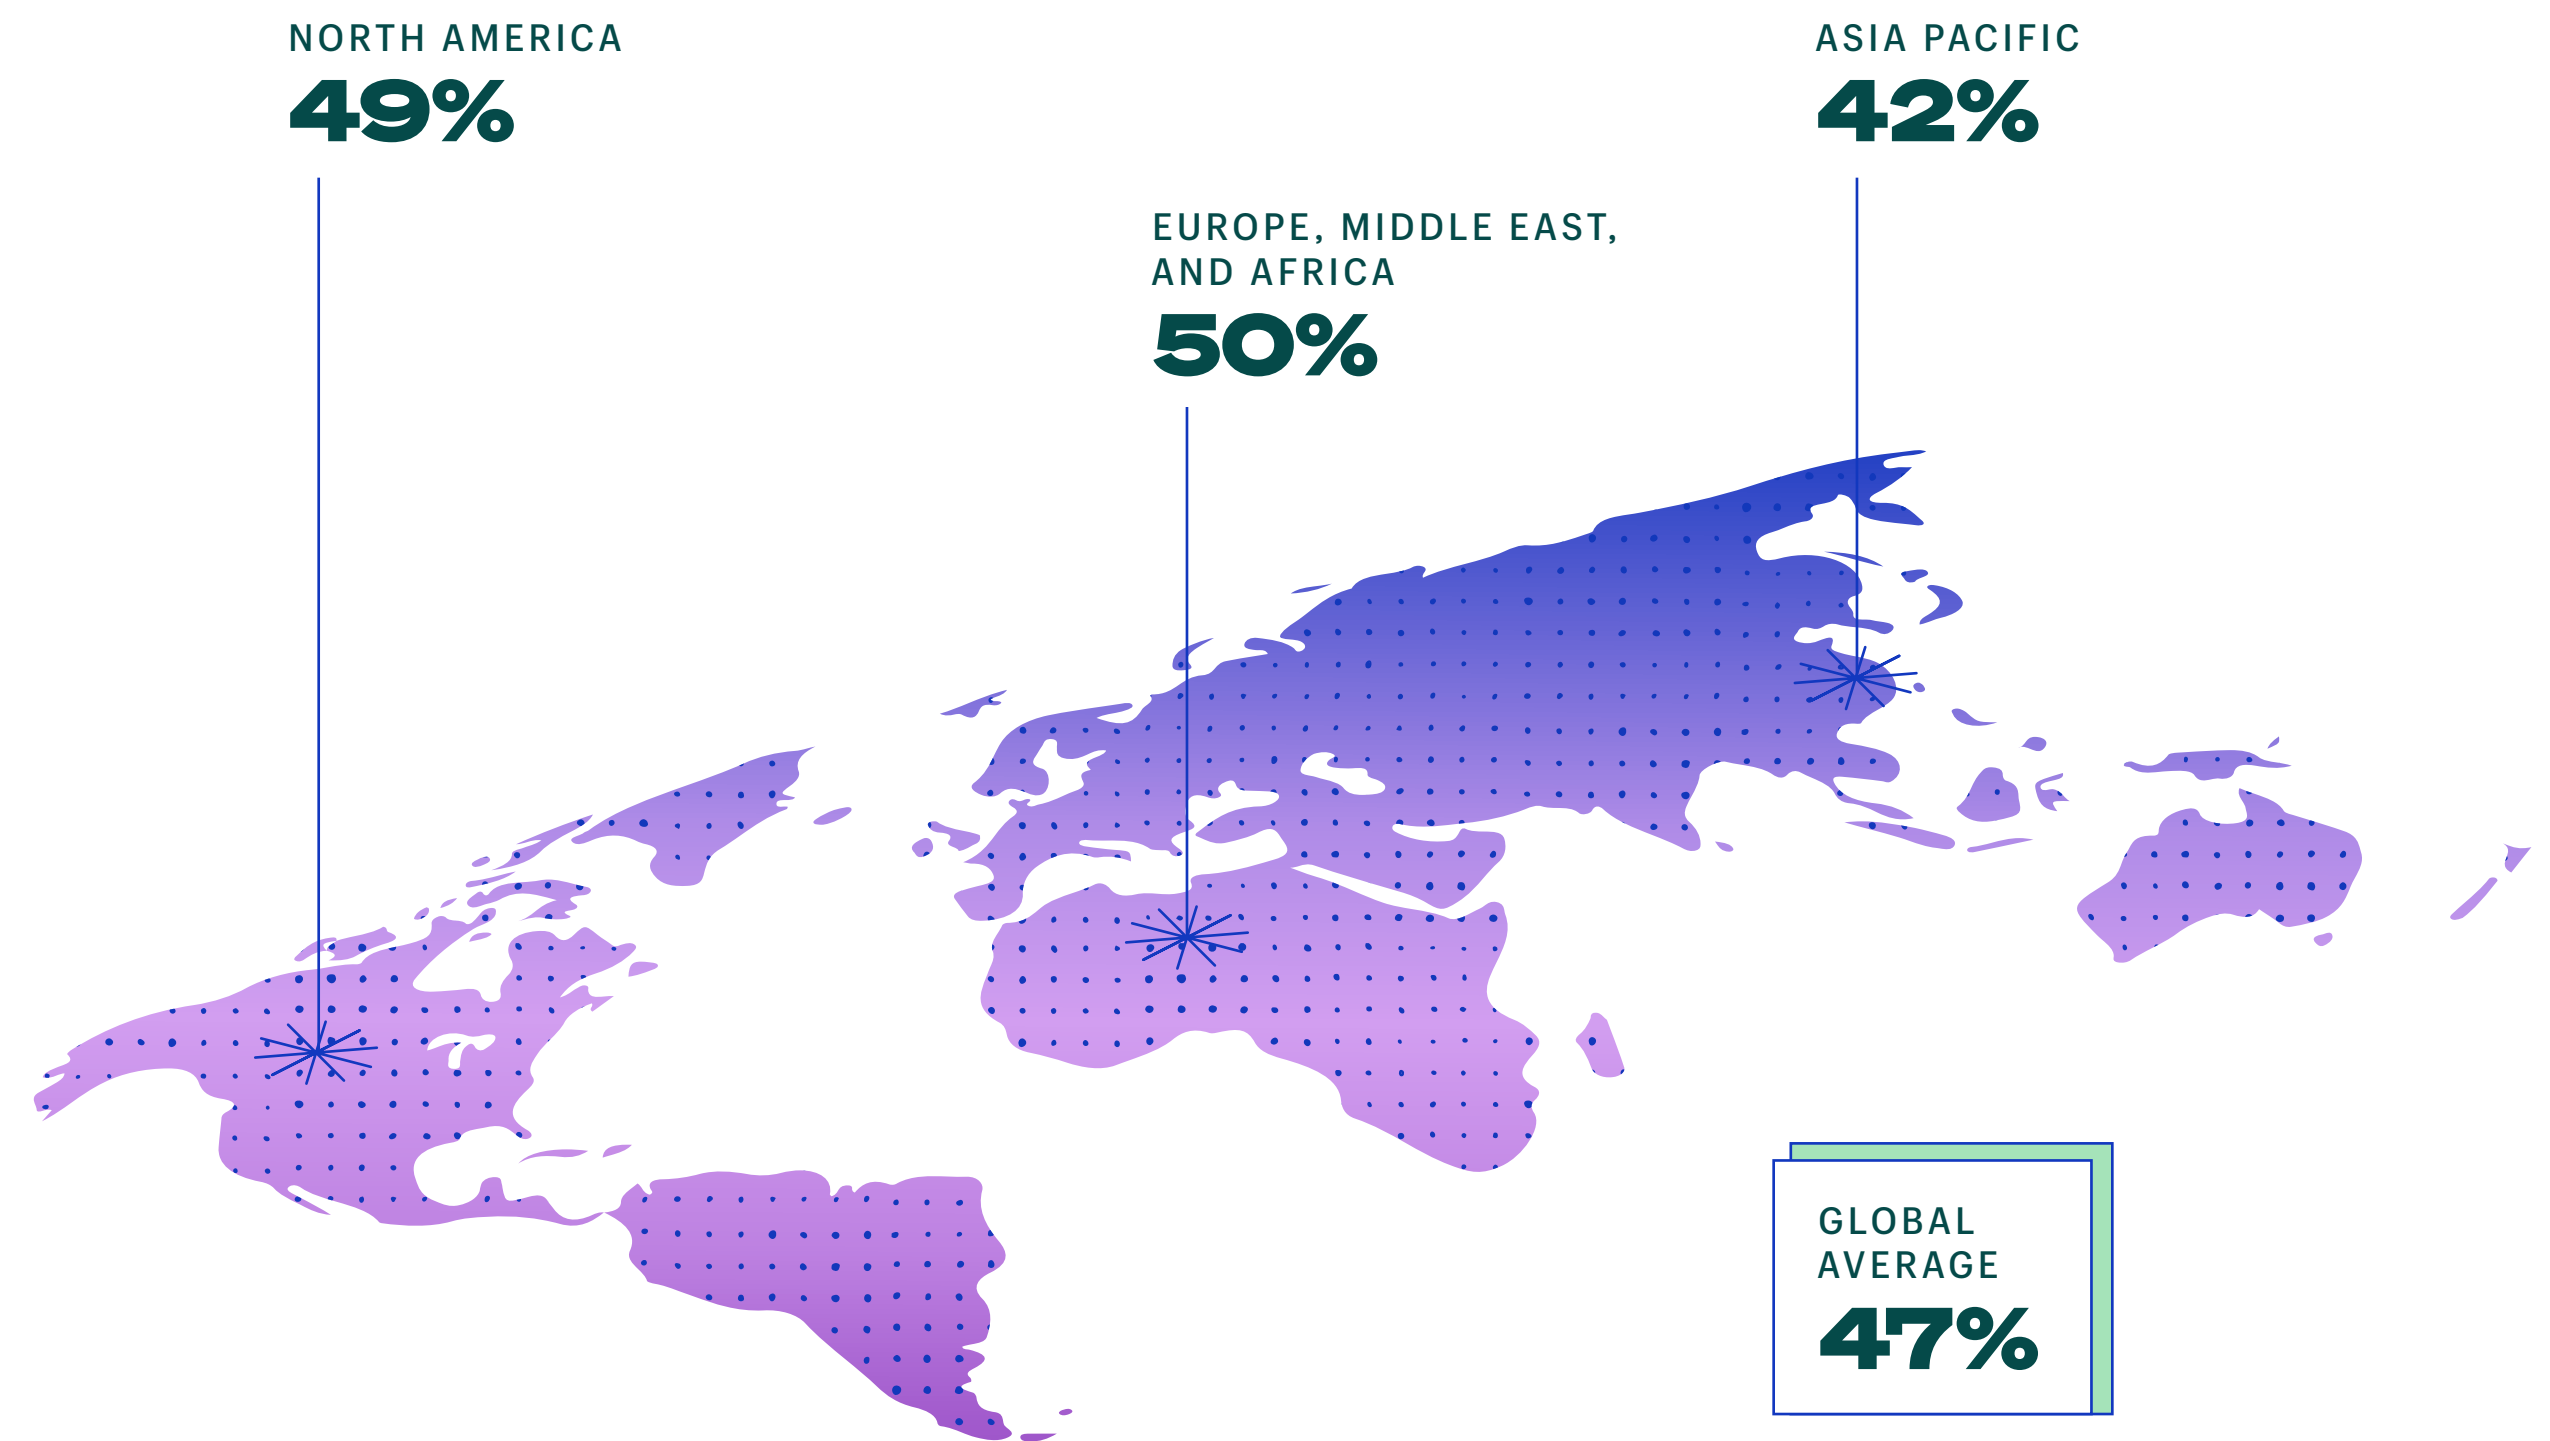 NORTH AMERICA
49%
ASIA PACIFIC
42%
EUROPE, MIDDLE EAST,
AND AFRICA
50%
GLOBAL
AVERAGE
47%